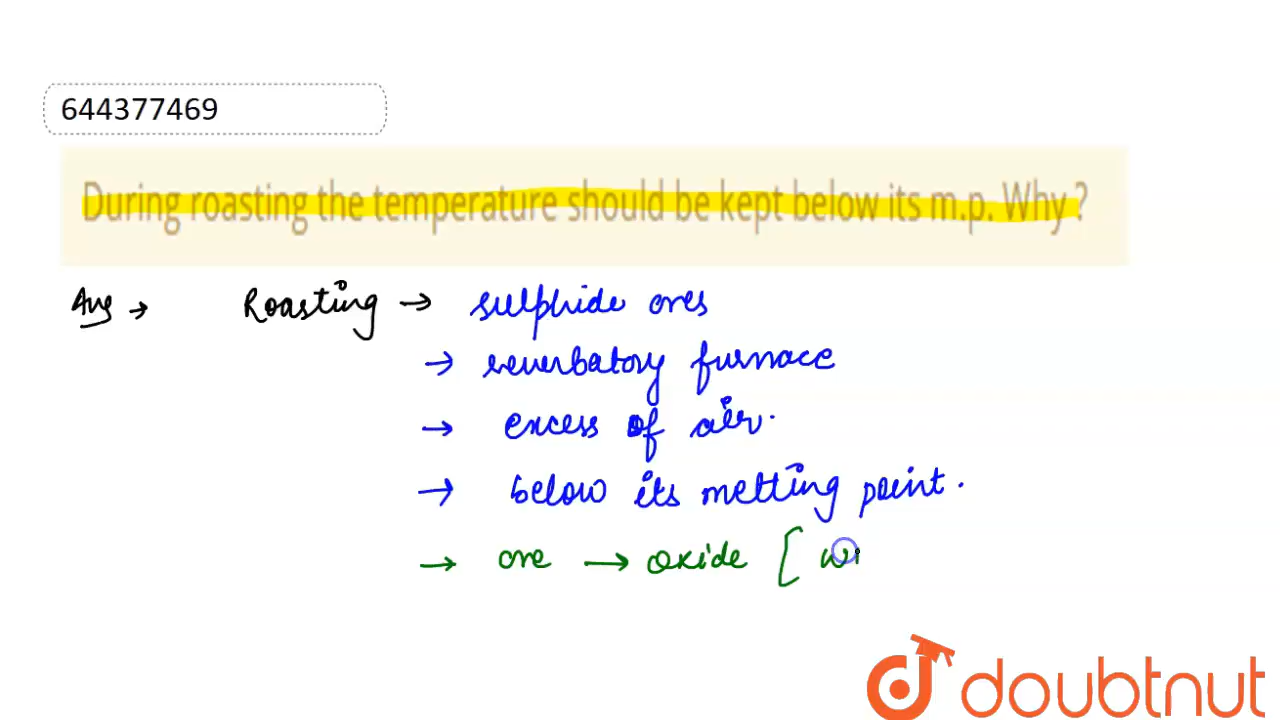 644377469
During roasting the temperature should be kept below its m.p. Why ?
Ans → Roasting → sulphide ores
→ reverbatory furnace
→ excess of air.
→ below its melting point.
→ ore → oxide [ wi
doubtnut